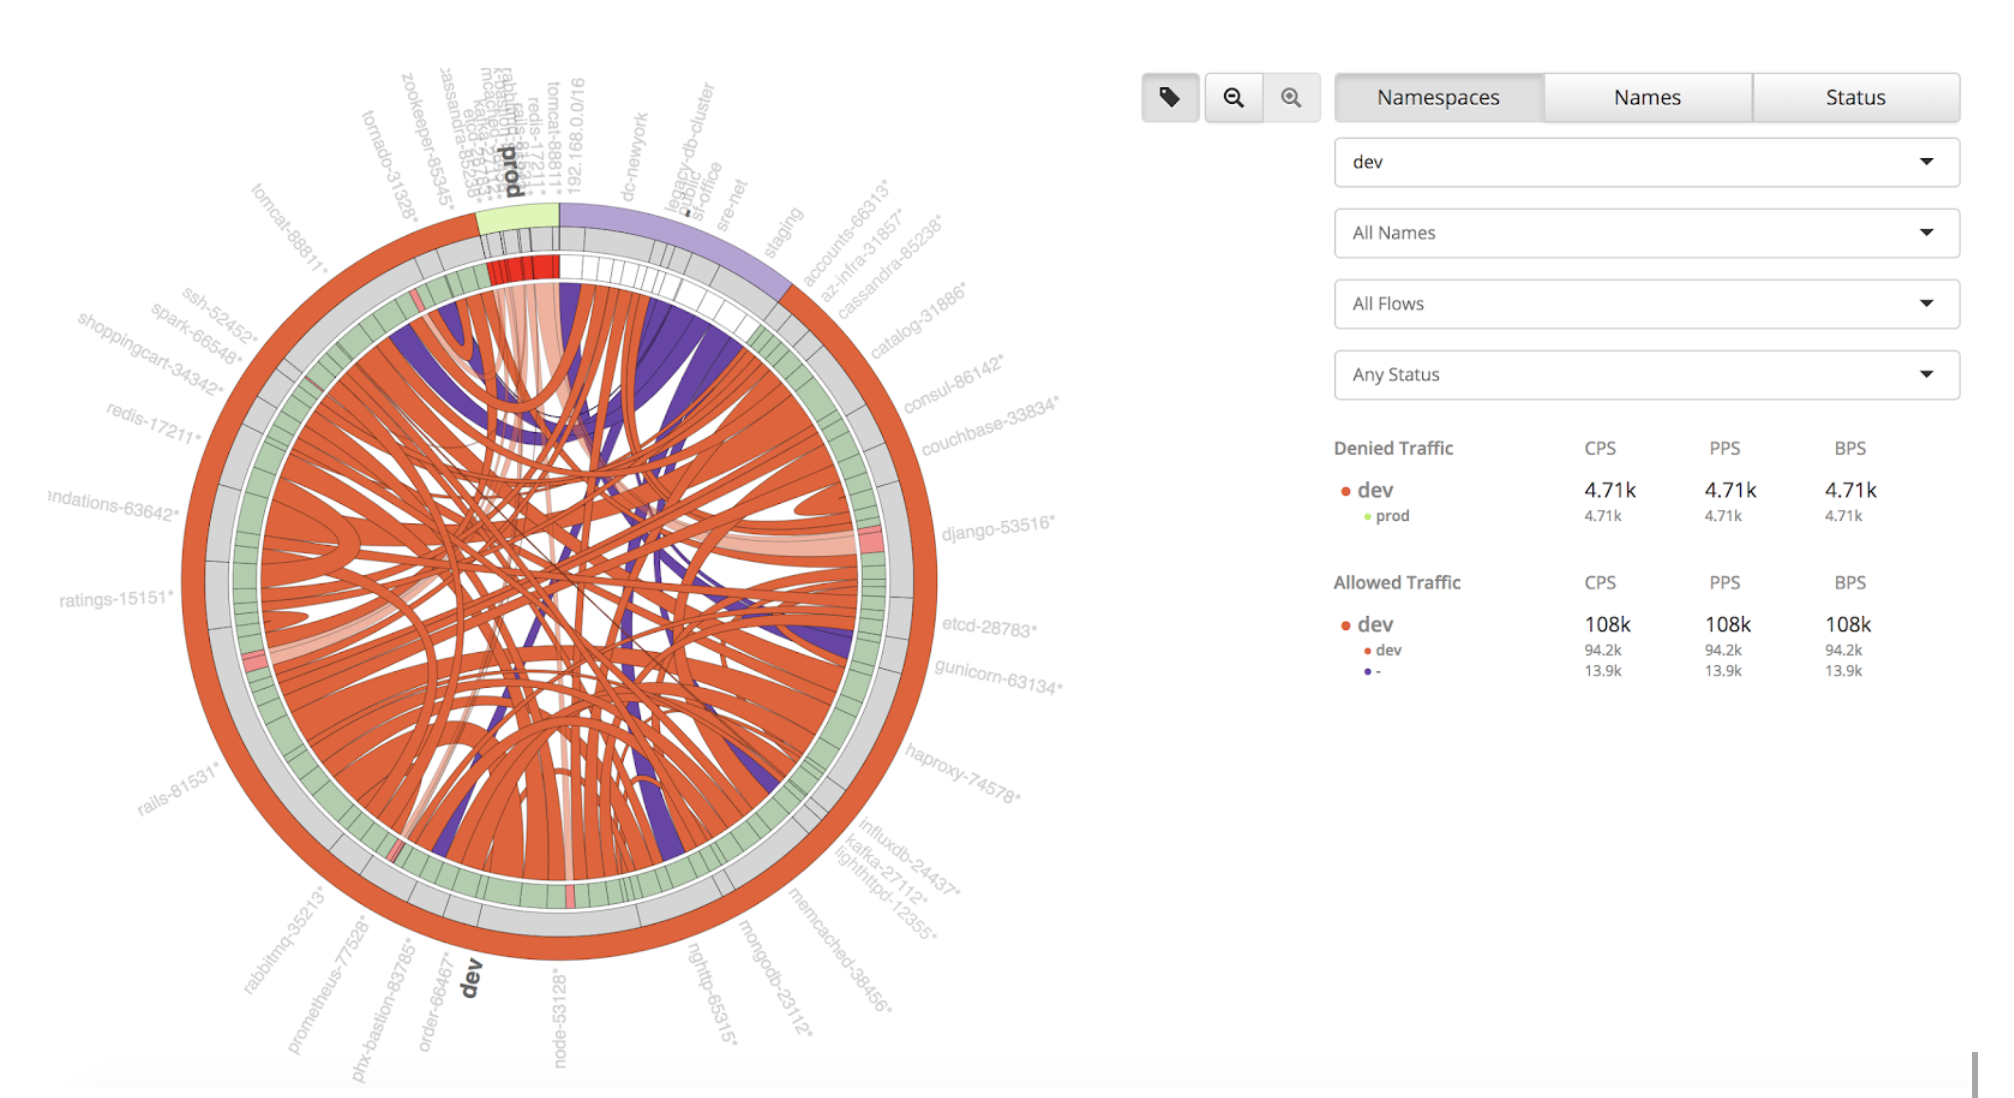 Namespaces Names Status
dev
All Names
All Flows
Any Status
Denied Traffic CPS PPS BPS
dev 4.71k 4.71k 4.71k
prod 4.71k 4.71k 4.71k
Allowed Traffic CPS PPS BPS
dev 108k 108k 108k
dev 94.2k 94.2k 94.2k
- 13.9k 13.9k 13.9k
prod
192.168.0.0/16
dc-nework
legacy-db-cluster
public
-
sf-office
sre-net
staging
accounts-66313*
az-infra-31857*
cassandra-85238*
catalog-31886*
consul-86142*
couchbase-33834*
django-53516*
etcd-28783*
gunicorn-63134*
haproxy-74578*
influxdb-24437*
kafka-27112*
lighthttpd-12355*
memcached-38456*
mongodb-23112*
nghttp-65315*
node-53128*
dev
order-66467*
phx-bastion-83785*
prometheus-77528*
rabbitmq-35213*
rails-81531*
ratings-15151*
endations-63642*
redis-17211*
shoppingcart-34342*
spark-66548*
ssh-52452*
tomcat-88811*
tornado-31328*
zookeeper-85345*
cassandra-85238*
redis-17211*
tomcat-88811*